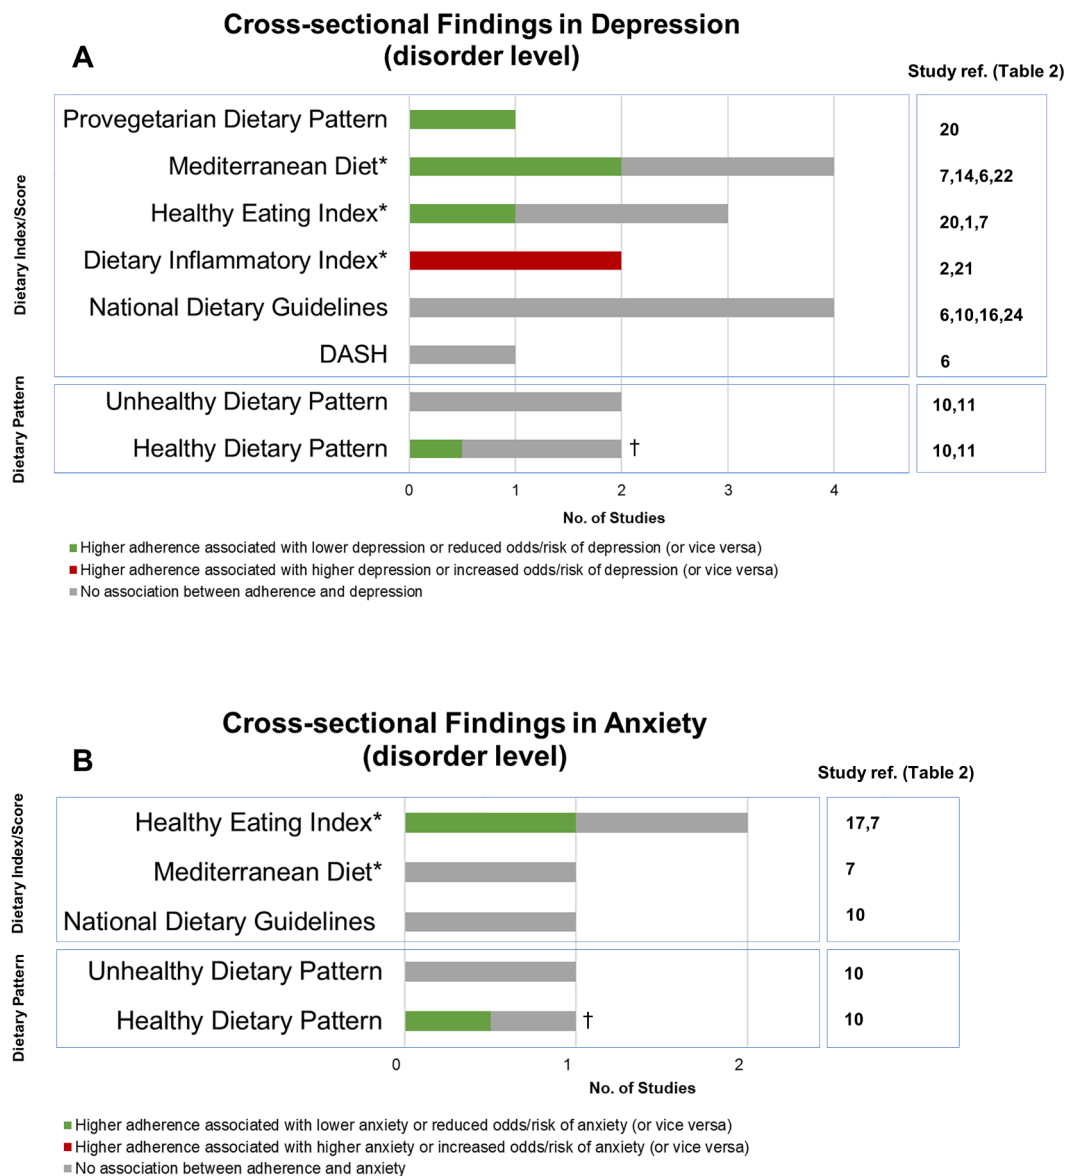 Cross-sectional Findings in Depression
(disorder level)
A
Study ref. (Table 2)
Dietary Index/Score
Provegetarian Dietary Pattern
20
Mediterranean Diet*
7,14,6,22
Healthy Eating Index*
20,1,7
Dietary Inflammatory Index*
2,21
National Dietary Guidelines
6,10,16,24
DASH
6
Dietary Pattern
Unhealthy Dietary Pattern
10,11
Healthy Dietary Pattern
†
10,11
0 1 2 3 4
No. of Studies
Higher adherence associated with lower depression or reduced odds/risk of depression (or vice versa)
Higher adherence associated with higher depression or increased odds/risk of depression (or vice versa)
No association between adherence and depression
Cross-sectional Findings in Anxiety
(disorder level)
B
Study ref. (Table 2)
Dietary Index/Score
Healthy Eating Index*
17,7
Mediterranean Diet*
7
National Dietary Guidelines
10
Dietary Pattern
Unhealthy Dietary Pattern
10
Healthy Dietary Pattern
†
10
0 1 2
No. of Studies
Higher adherence associated with lower anxiety or reduced odds/risk of anxiety (or vice versa)
Higher adherence associated with higher anxiety or increased odds/risk of anxiety (or vice versa)
No association between adherence and anxiety